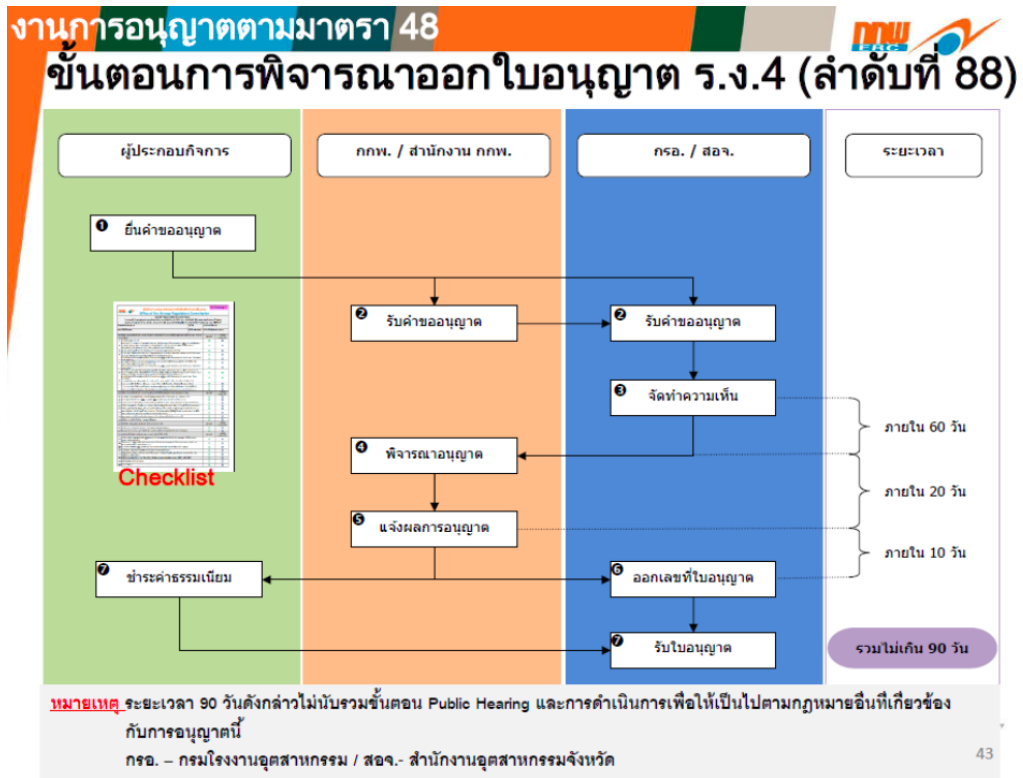 งานการอนุญาตตามมาตรา 48
กกพ
ERC
ขั้นตอนการพิจารณาออกใบอนุญาต ร.ง.4 (ลำดับที่ 88)
ผู้ประกอบกิจการ
กกพ. / สำนักงาน กกพ.
กรอ. / สอจ.
ระยะเวลา
❶ ยื่นคำขออนุญาต
❷ รับคำขออนุญาต
❷ รับคำขออนุญาต
❸ จัดทำความเห็น
ภายใน 60 วัน
❹ พิจารณาอนุญาต
Checklist
ภายใน 20 วัน
❺ แจ้งผลการอนุญาต
ภายใน 10 วัน
❼ ชำระค่าธรรมเนียม
❻ ออกเลขที่ใบอนุญาต
❼ รับใบอนุญาต
รวมไม่เกิน 90 วัน
หมายเหตุ ระยะเวลา 90 วันดังกล่าวไม่นับรวมขั้นตอน Public Hearing และการดำเนินการเพื่อให้เป็นไปตามกฎหมายอื่นที่เกี่ยวข้อง
กับการอนุญาตนี้
กรอ. – กรมโรงงานอุตสาหกรรม / สอจ.- สำนักงานอุตสาหกรรมจังหวัด
43